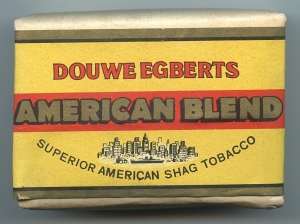 DOUWE EGBERTS
AMERICAN BLEND
SUPERIOR AMERICAN SHAG TOBACCO